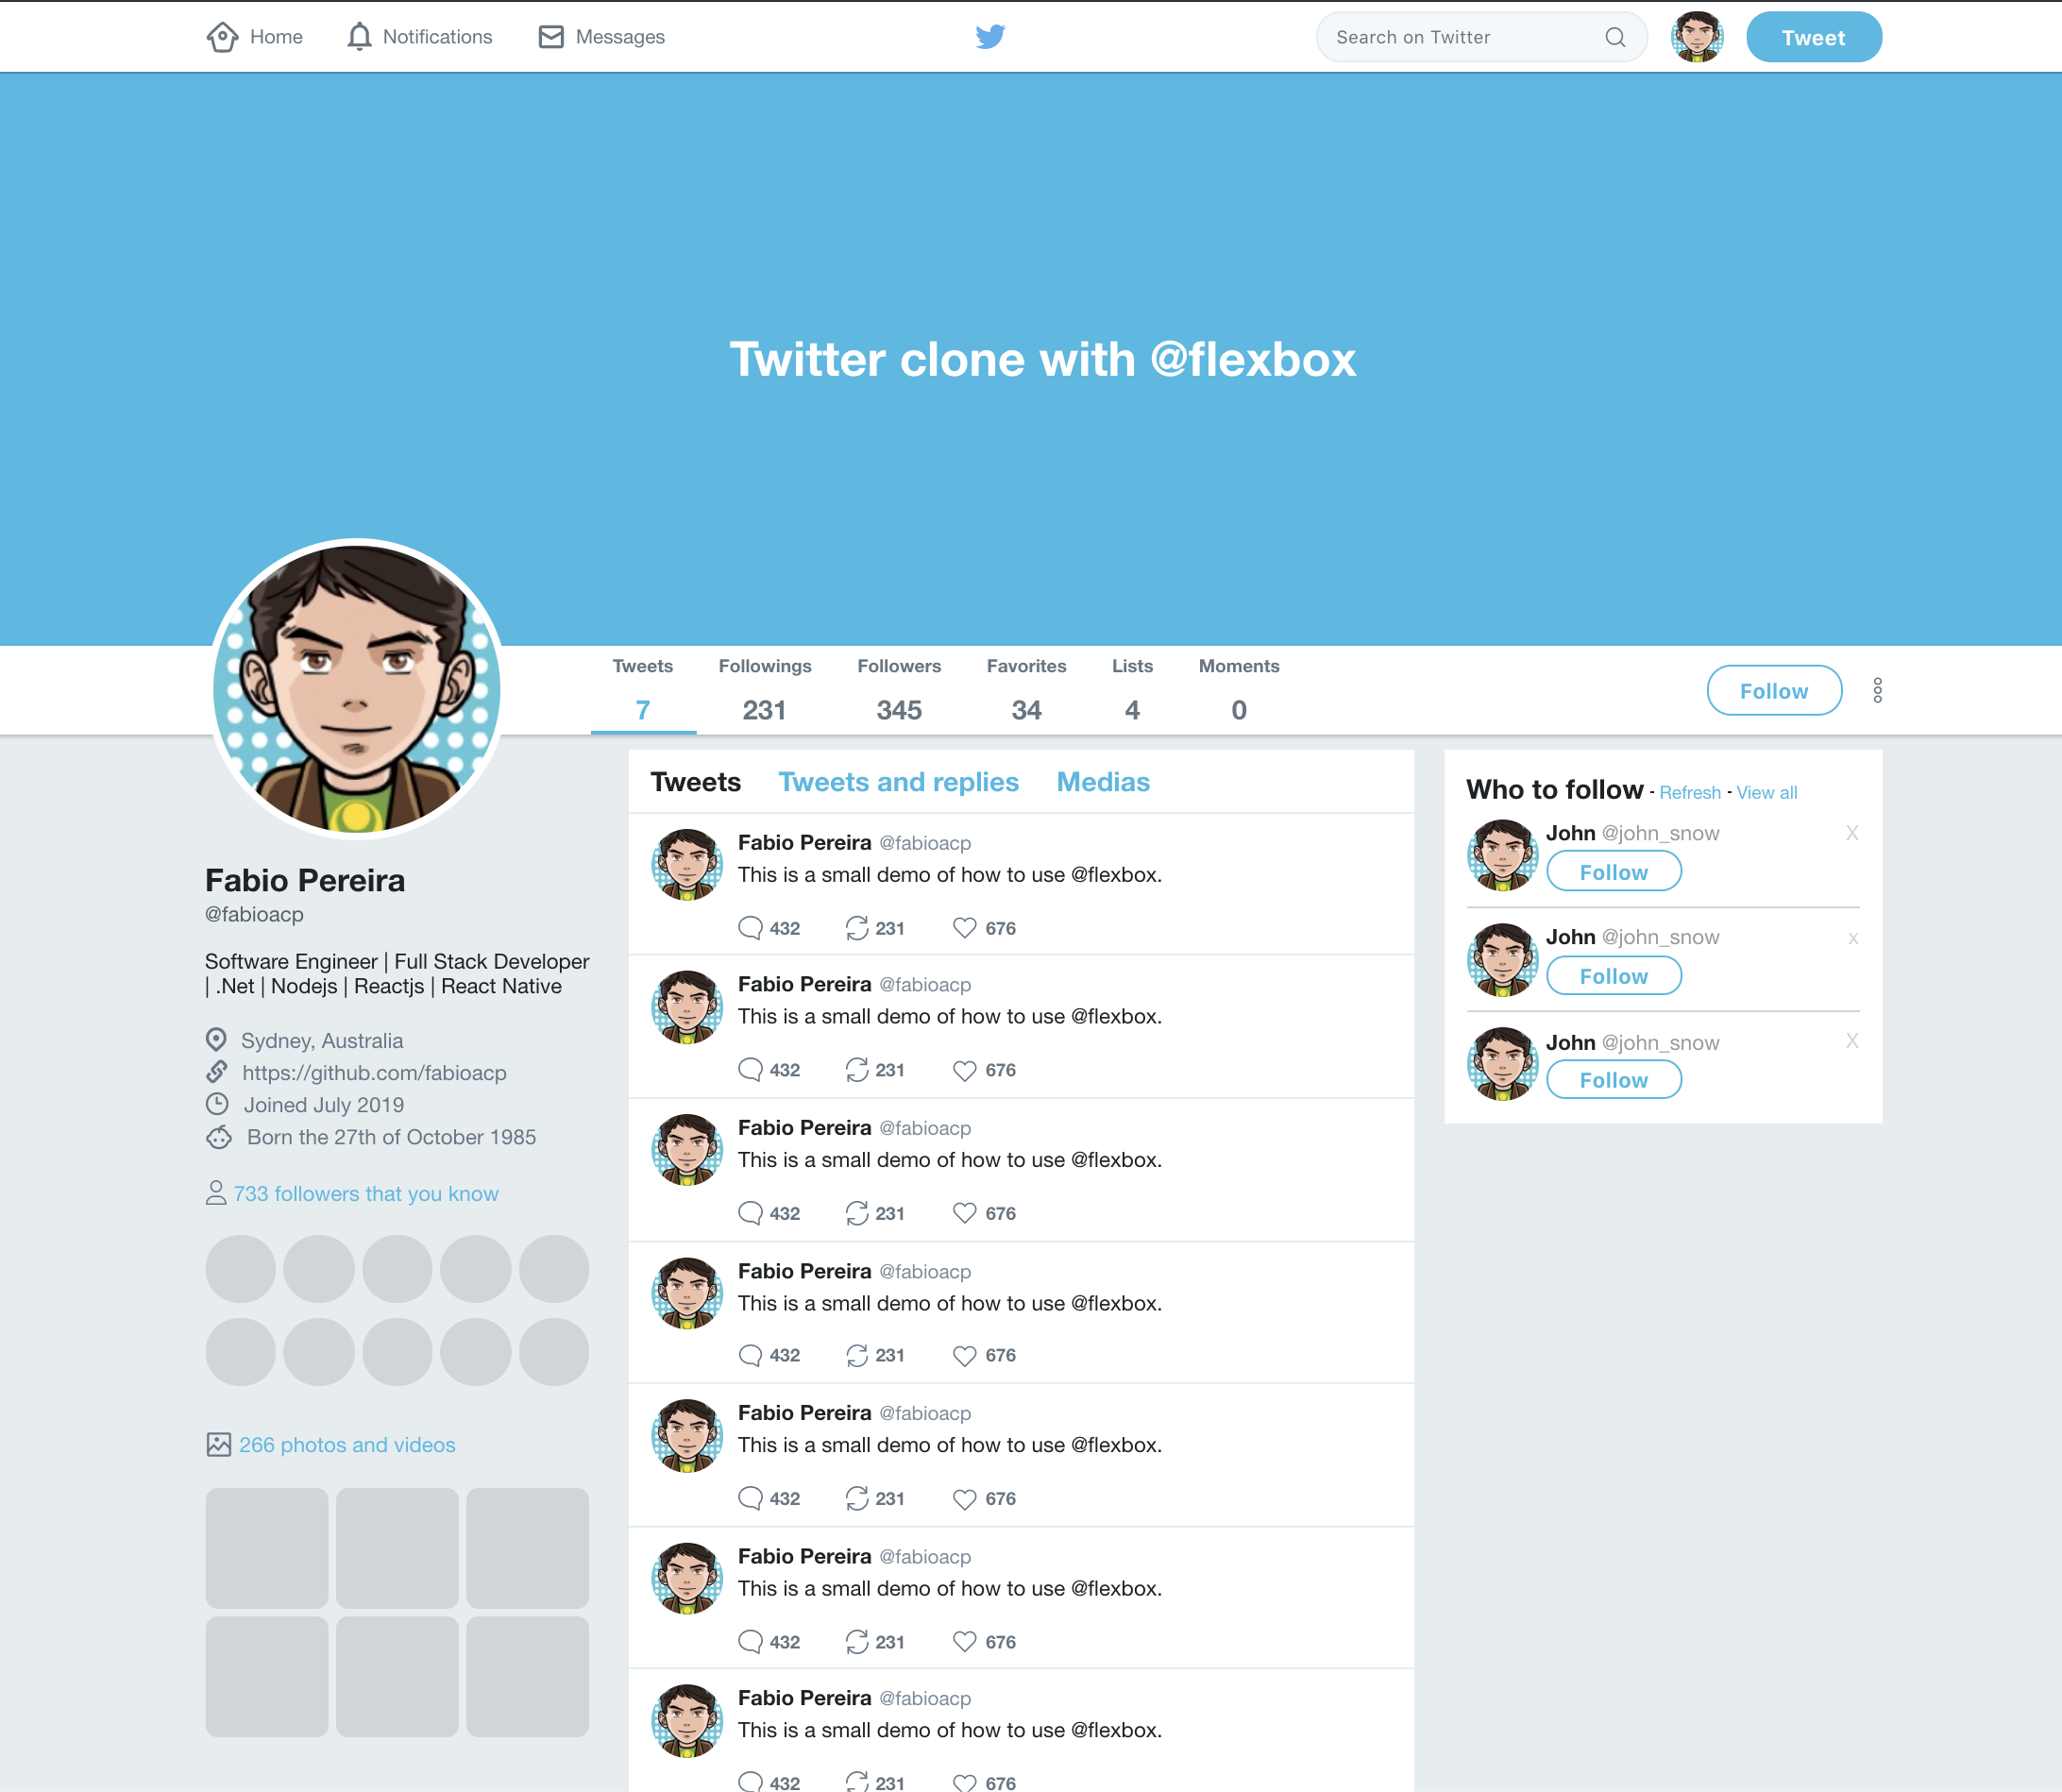 Home Notifications Messages Search on Twitter Tweet
Twitter clone with @flexbox
Tweets Followings Followers Favorites Lists Moments
7 231 345 34 4 0
Follow
Fabio Pereira
@fabioacp
Software Engineer | Full Stack Developer
| .Net | Nodejs | Reactjs | React Native
Sydney, Australia
https://github.com/fabioacp
Joined July 2019
Born the 27th of October 1985
733 followers that you know
266 photos and videos
Tweets Tweets and replies Medias
Fabio Pereira @fabioacp
This is a small demo of how to use @flexbox.
432 231 676
Fabio Pereira @fabioacp
This is a small demo of how to use @flexbox.
432 231 676
Fabio Pereira @fabioacp
This is a small demo of how to use @flexbox.
432 231 676
Fabio Pereira @fabioacp
This is a small demo of how to use @flexbox.
432 231 676
Fabio Pereira @fabioacp
This is a small demo of how to use @flexbox.
432 231 676
Fabio Pereira @fabioacp
This is a small demo of how to use @flexbox.
432 231 676
Fabio Pereira @fabioacp
This is a small demo of how to use @flexbox.
432 231 676
Who to follow - Refresh - View all
John @john_snow X
Follow
John @john_snow x
Follow
John @john_snow X
Follow